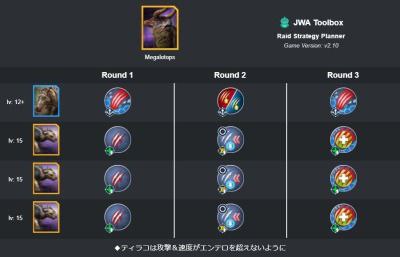 JWA Toolbox
Raid Strategy Planner
Game Version: v2.10
Megalotops
Round 1
Round 2
Round 3
lv: 12+
lv: 15
lv: 15
lv: 15
◆ティラコは攻撃&速度がエンテロを超えないように